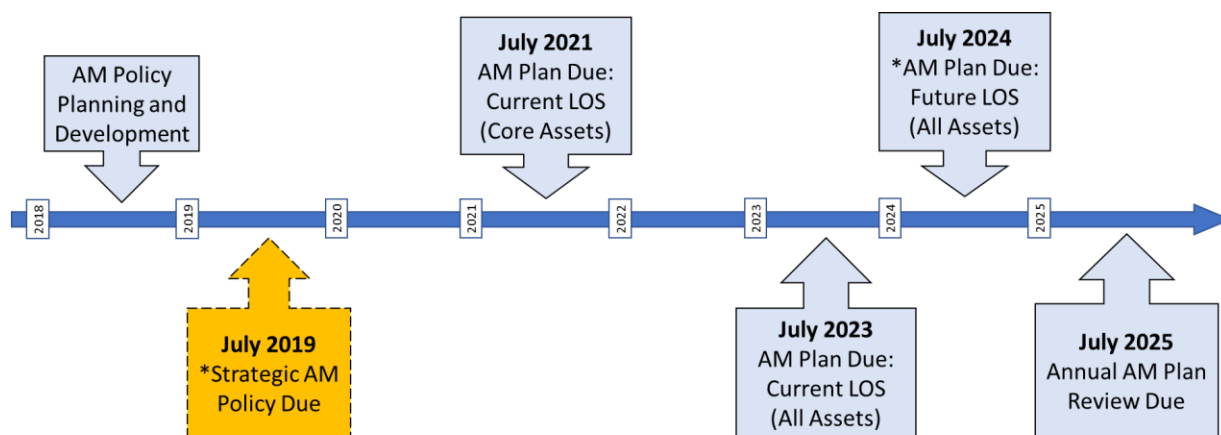 AM Policy
Planning and
Development
July 2021
AM Plan Due:
Current LOS
(Core Assets)
July 2024
*AM Plan Due:
Future LOS
(All Assets)
2018
2019
2020
2021
2022
2023
2024
2025
July 2019
*Strategic AM
Policy Due
July 2023
AM Plan Due:
Current LOS
(All Assets)
July 2025
Annual AM Plan
Review Due